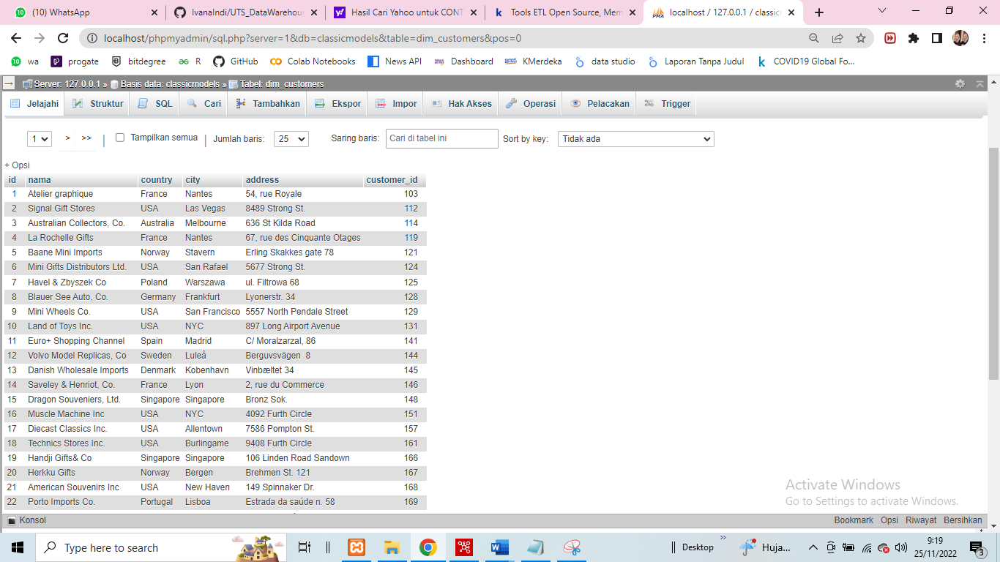 (10) WhatsApp IvanaIndi/UTS_DataWarehous Hasil Cari Yahoo untuk CONT Tools ETL Open Source, Mem localhost / 127.0.0.1 / classic
localhost/phpmyadmin/sql.php?server=1&db=classicmodels&table=dim_customers&pos=0
wa progate bitdegree R GitHub Colab Notebooks News API Dashboard KMerdeka data studio Laporan Tanpa Judul COVID19 Global Fo...
Server: 127.0.0.1 » Basis data: classicmodels » Tabel: dim_customers
Jelajahi Struktur SQL Cari Tambahkan Ekspor Impor Hak Akses Operasi Pelacakan Trigger
1 > >> | Tampilkan semua | Jumlah baris: 25 Saring baris: Cari di tabel ini Sort by key: Tidak ada
+ Opsi
id nama country city address customer_id
1 Atelier graphique France Nantes 54, rue Royale 103
2 Signal Gift Stores USA Las Vegas 8489 Strong St. 112
3 Australian Collectors, Co. Australia Melbourne 636 St Kilda Road 114
4 La Rochelle Gifts France Nantes 67, rue des Cinquante Otages 119
5 Baane Mini Imports Norway Stavern Erling Skakkes gate 78 121
6 Mini Gifts Distributors Ltd. USA San Rafael 5677 Strong St. 124
7 Havel & Zbyszek Co Poland Warszawa ul. Filtrowa 68 125
8 Blauer See Auto, Co. Germany Frankfurt Lyonerstr. 34 128
9 Mini Wheels Co. USA San Francisco 5557 North Pendale Street 129
10 Land of Toys Inc. USA NYC 897 Long Airport Avenue 131
11 Euro+ Shopping Channel Spain Madrid C/ Moralzarzal, 86 141
12 Volvo Model Replicas, Co Sweden Luleå Berguvsvägen  8 144
13 Danish Wholesale Imports Denmark Kobenhavn Vinbæltet 34 145
14 Saveley & Henriot, Co. France Lyon 2, rue du Commerce 146
15 Dragon Souveniers, Ltd. Singapore Singapore Bronz Sok. 148
16 Muscle Machine Inc USA NYC 4092 Furth Circle 151
17 Diecast Classics Inc. USA Allentown 7586 Pompton St. 157
18 Technics Stores Inc. USA Burlingame 9408 Furth Circle 161
19 Handji Gifts& Co Singapore Singapore 106 Linden Road Sandown 166
20 Herkku Gifts Norway Bergen Brehmen St. 121 167
21 American Souvenirs Inc USA New Haven 149 Spinnaker Dr. 168
22 Porto Imports Co. Portugal Lisboa Estrada da saúde n. 58 169
Activate Windows
Go to Settings to activate Windows.
Konsol Bookmark Opsi Riwayat Bersihkan
Type here to search Desktop Huja... 9:19
25/11/2022 3